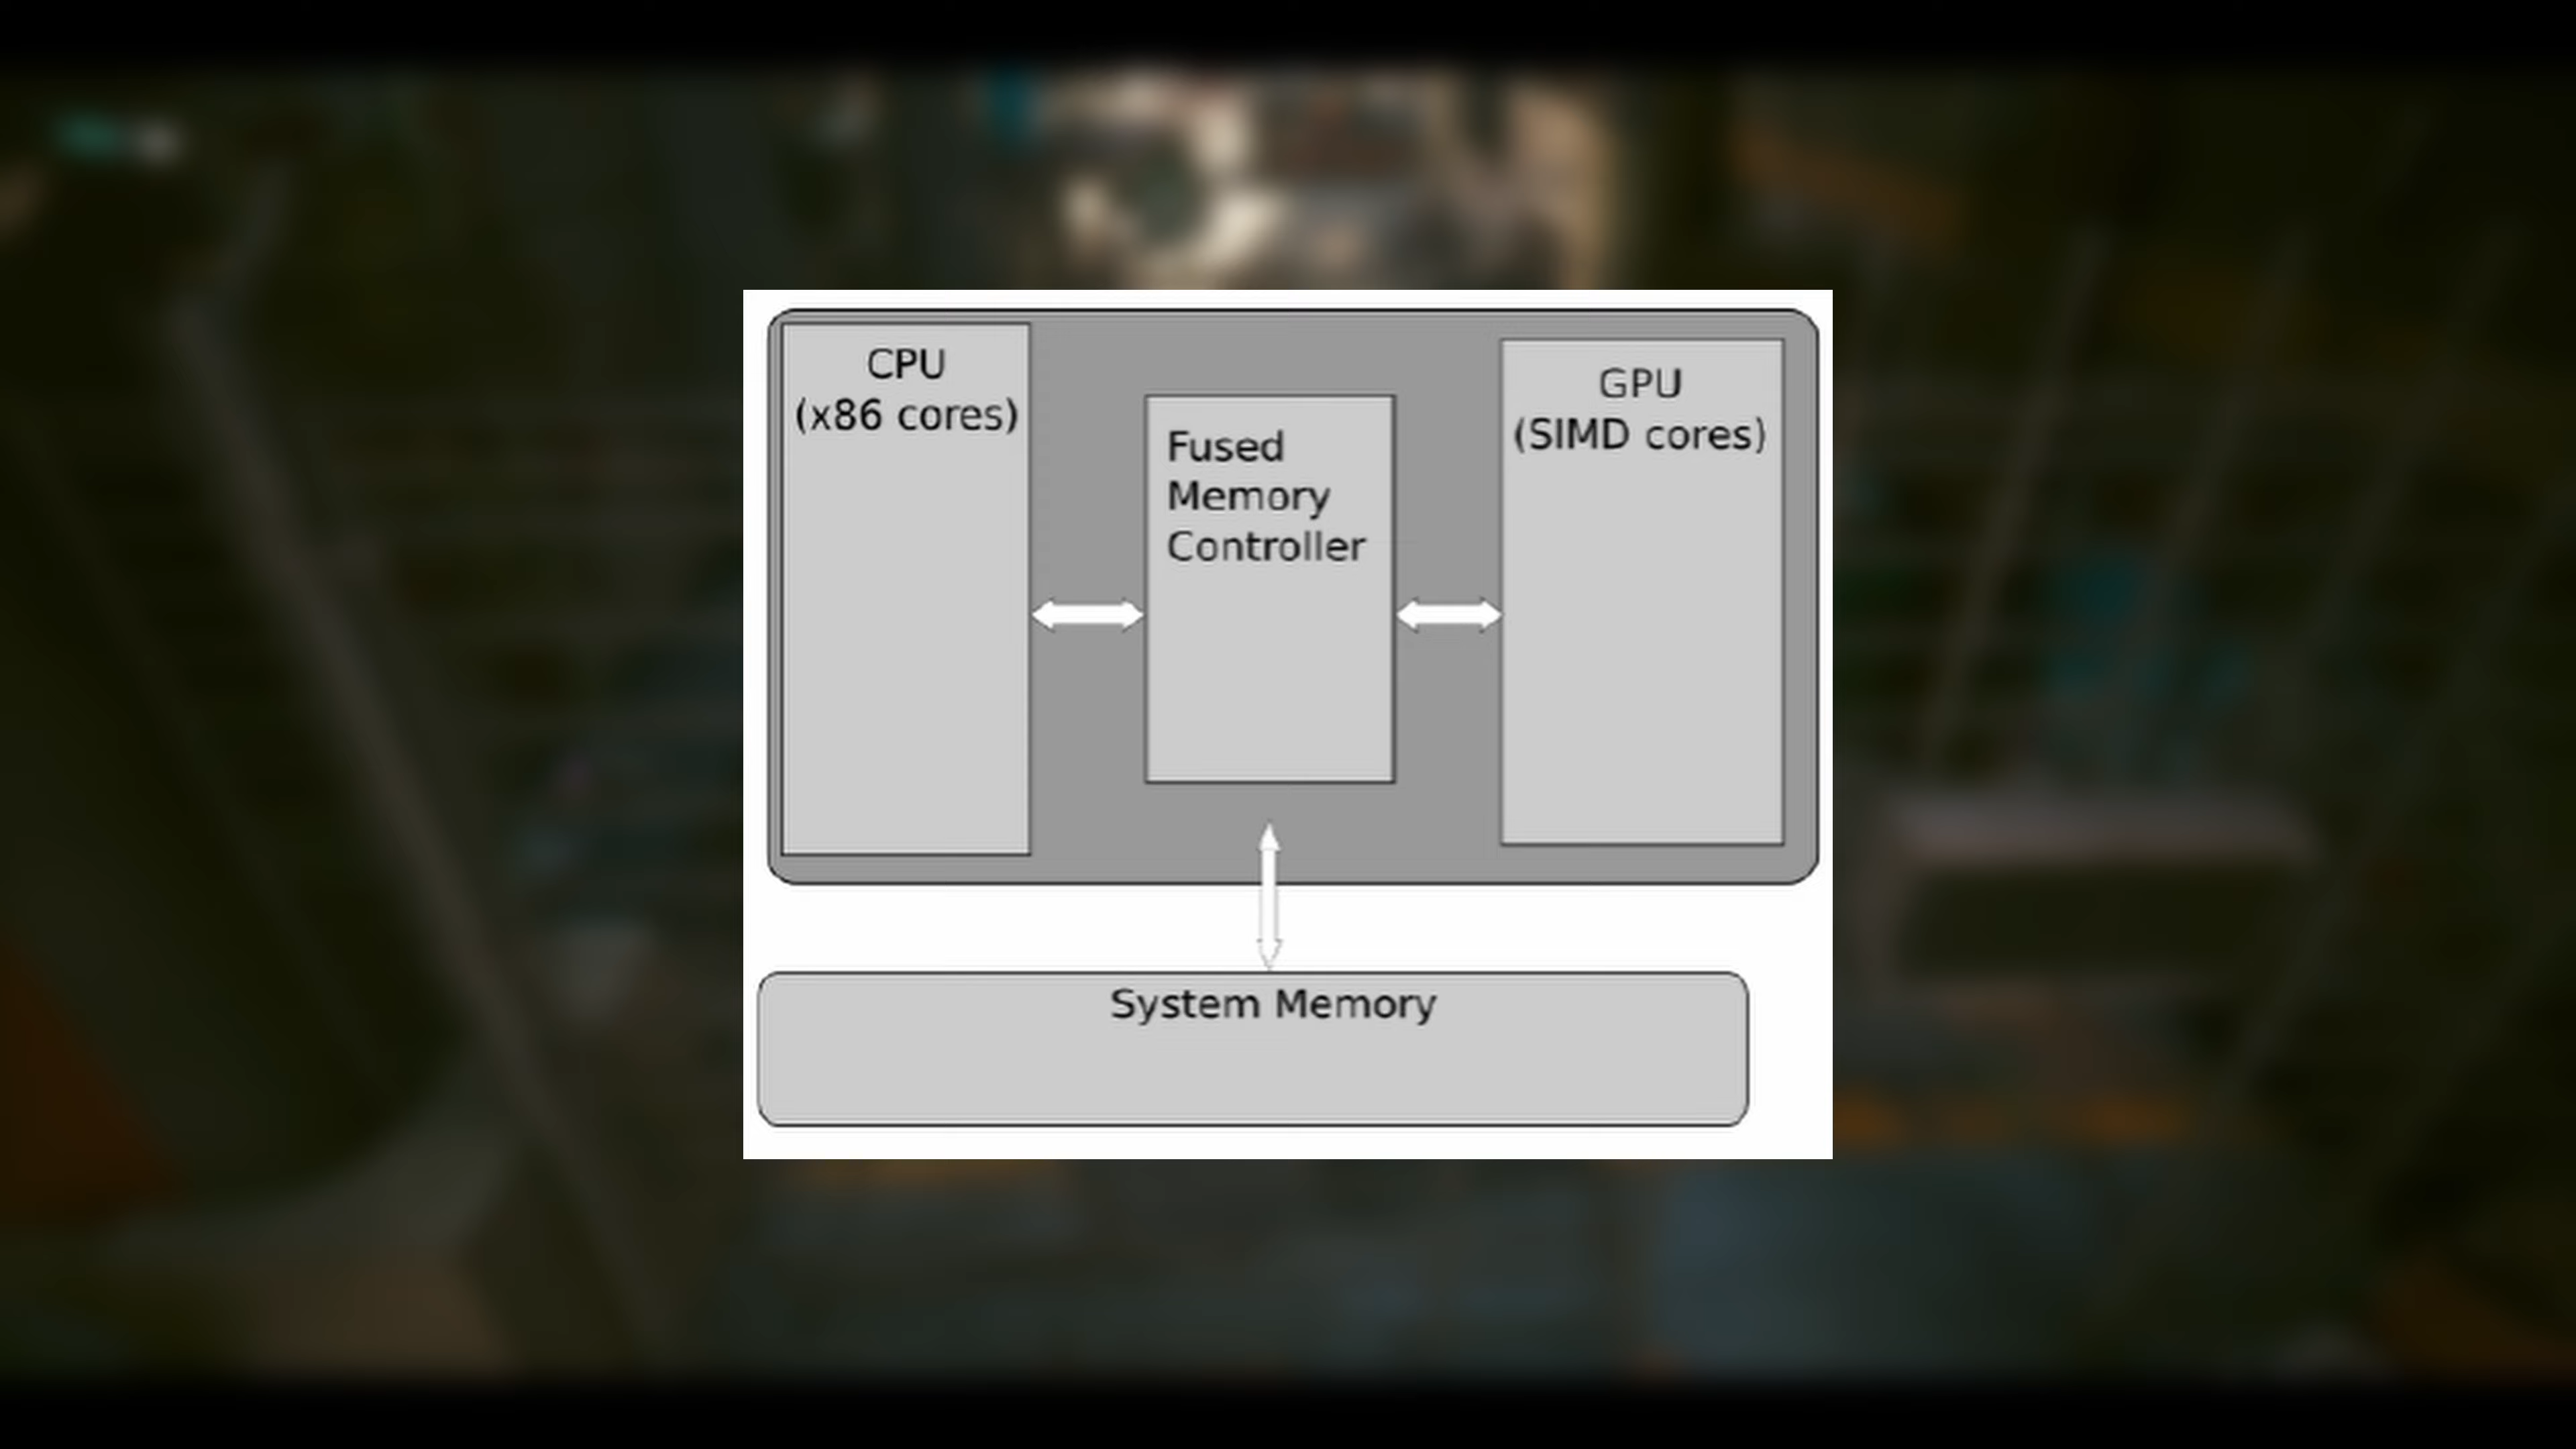 CPU
(x86 cores)
Fused
Memory
Controller
GPU
(SIMD cores)
System Memory